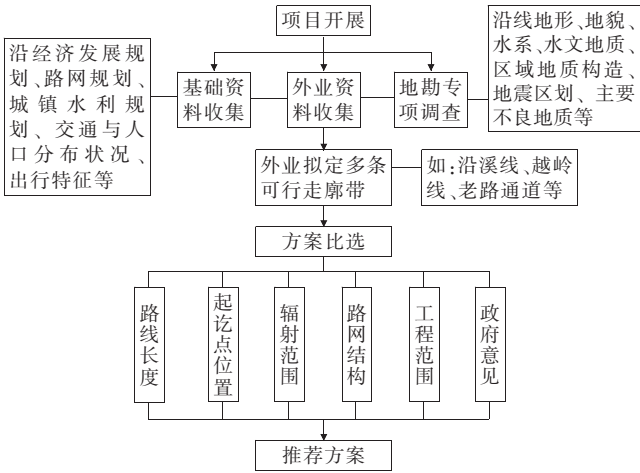 项目开展
沿经济发展规
划、路网规划、
城镇水利规
划、交通与人
口分布状况、
出行特征等
基础资
料收集
外业资
料收集
地勘专
项调查
沿线地形、地貌、
水系、水文地质、
区域地质构造、
地震区划、主要
不良地质等
外业拟定多条
可行走廊带
如:沿溪线、越岭
线、老路通道等
方案比选
路线长度
起讫点位置
辐射范围
路网结构
工程范围
政府意见
推荐方案